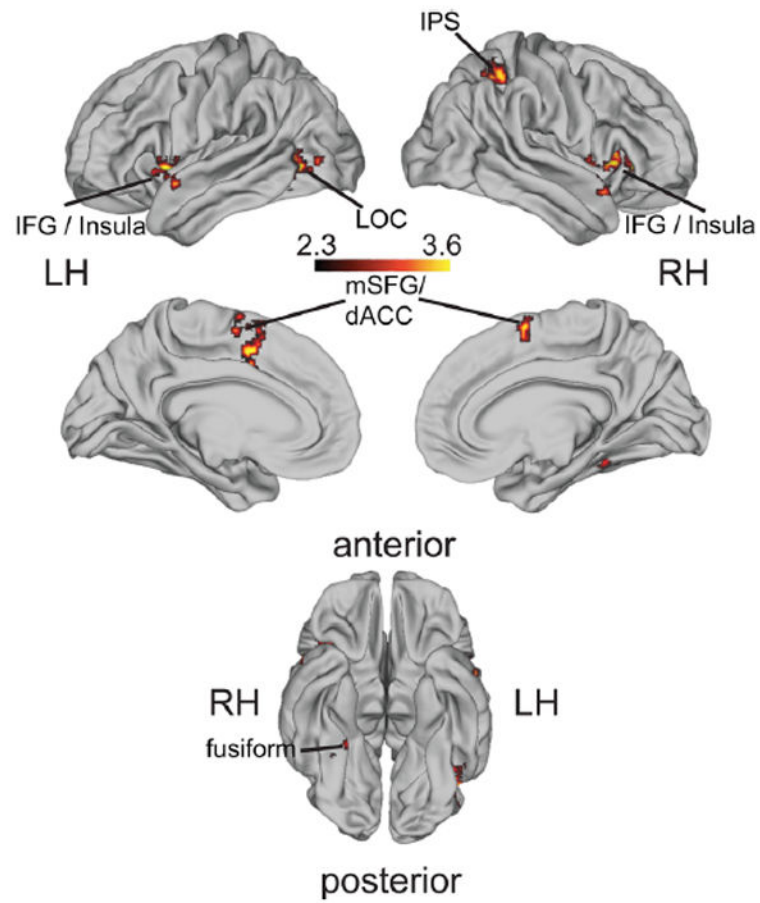 IPS
IFG / Insula
LOC
IFG / Insula
LH
2.3
3.6
RH
mSFG/
dACC
anterior
RH
LH
fusiform
posterior